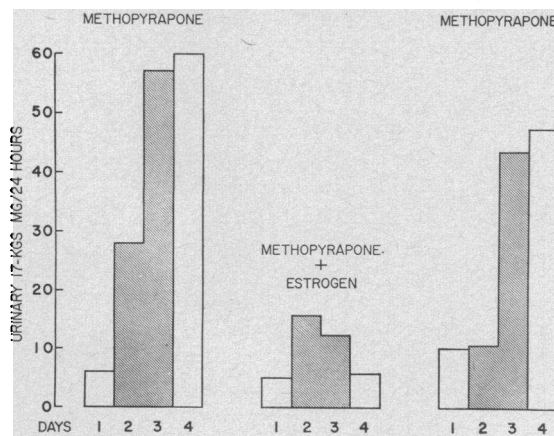 METHOPYRAPONE
METHOPYRAPONE
60
50
40
30
20
10
0
URINARY 17-KGS MG/24 HOURS
METHOPYRAPONE
+
ESTROGEN
DAYS 1 2 3 4 1 2 3 4 1 2 3 4